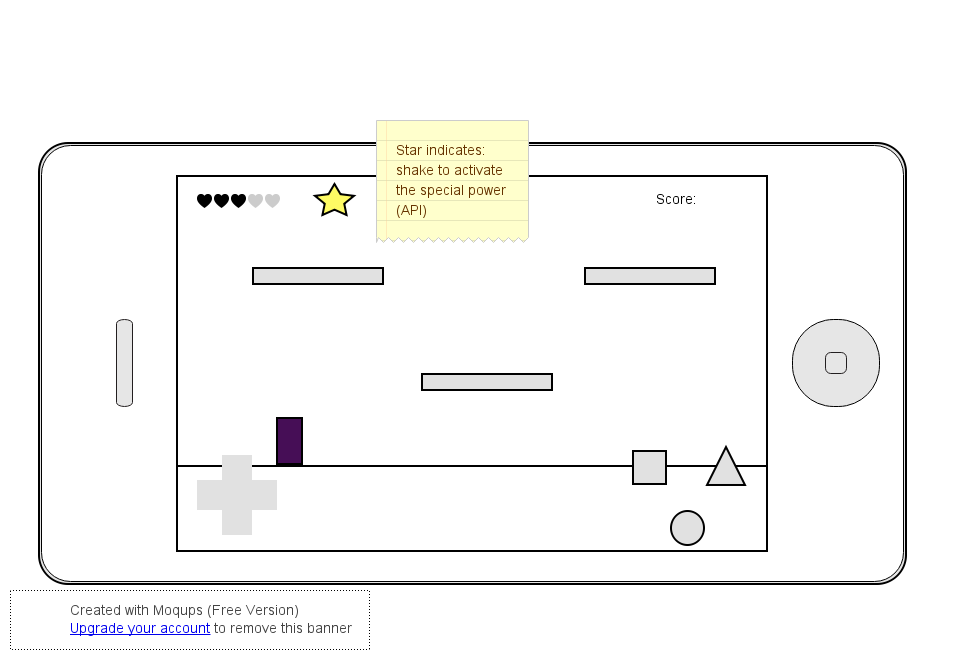 Star indicates:
shake to activate
the special power
(API)
Score:
Created with Moqups (Free Version)
Upgrade your account to remove this banner